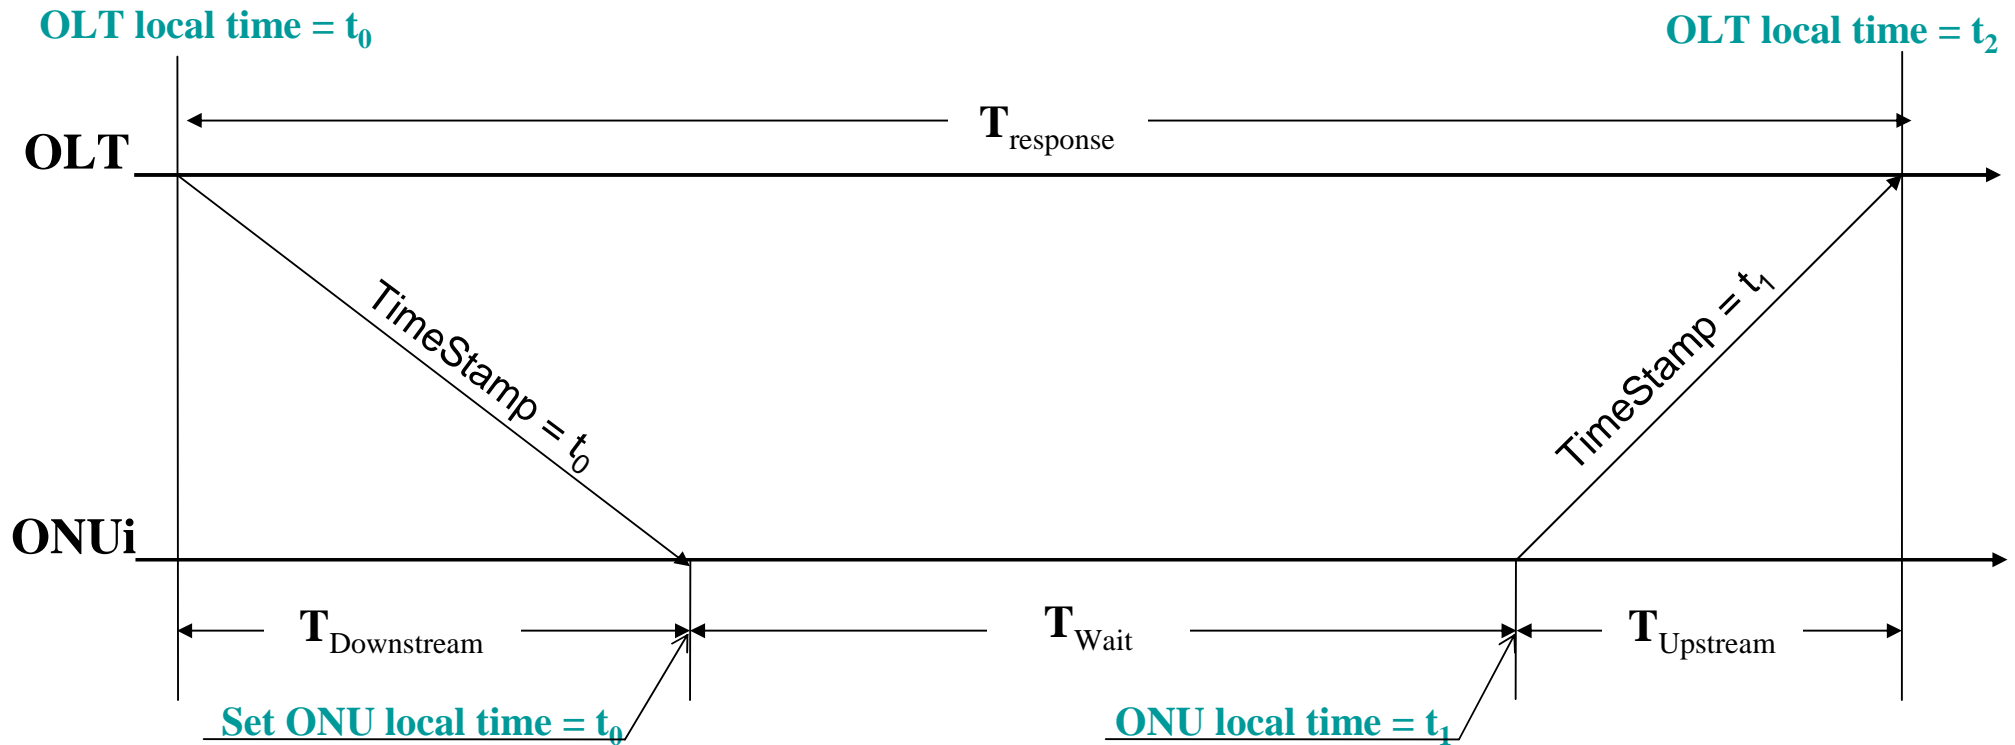 OLT local time = t0
OLT local time = t2
Tresponse
OLT
TimeStamp = t0
TimeStamp = t1
ONUi
TDownstream
TWait
TUpstream
Set ONU local time = t0
ONU local time = t1